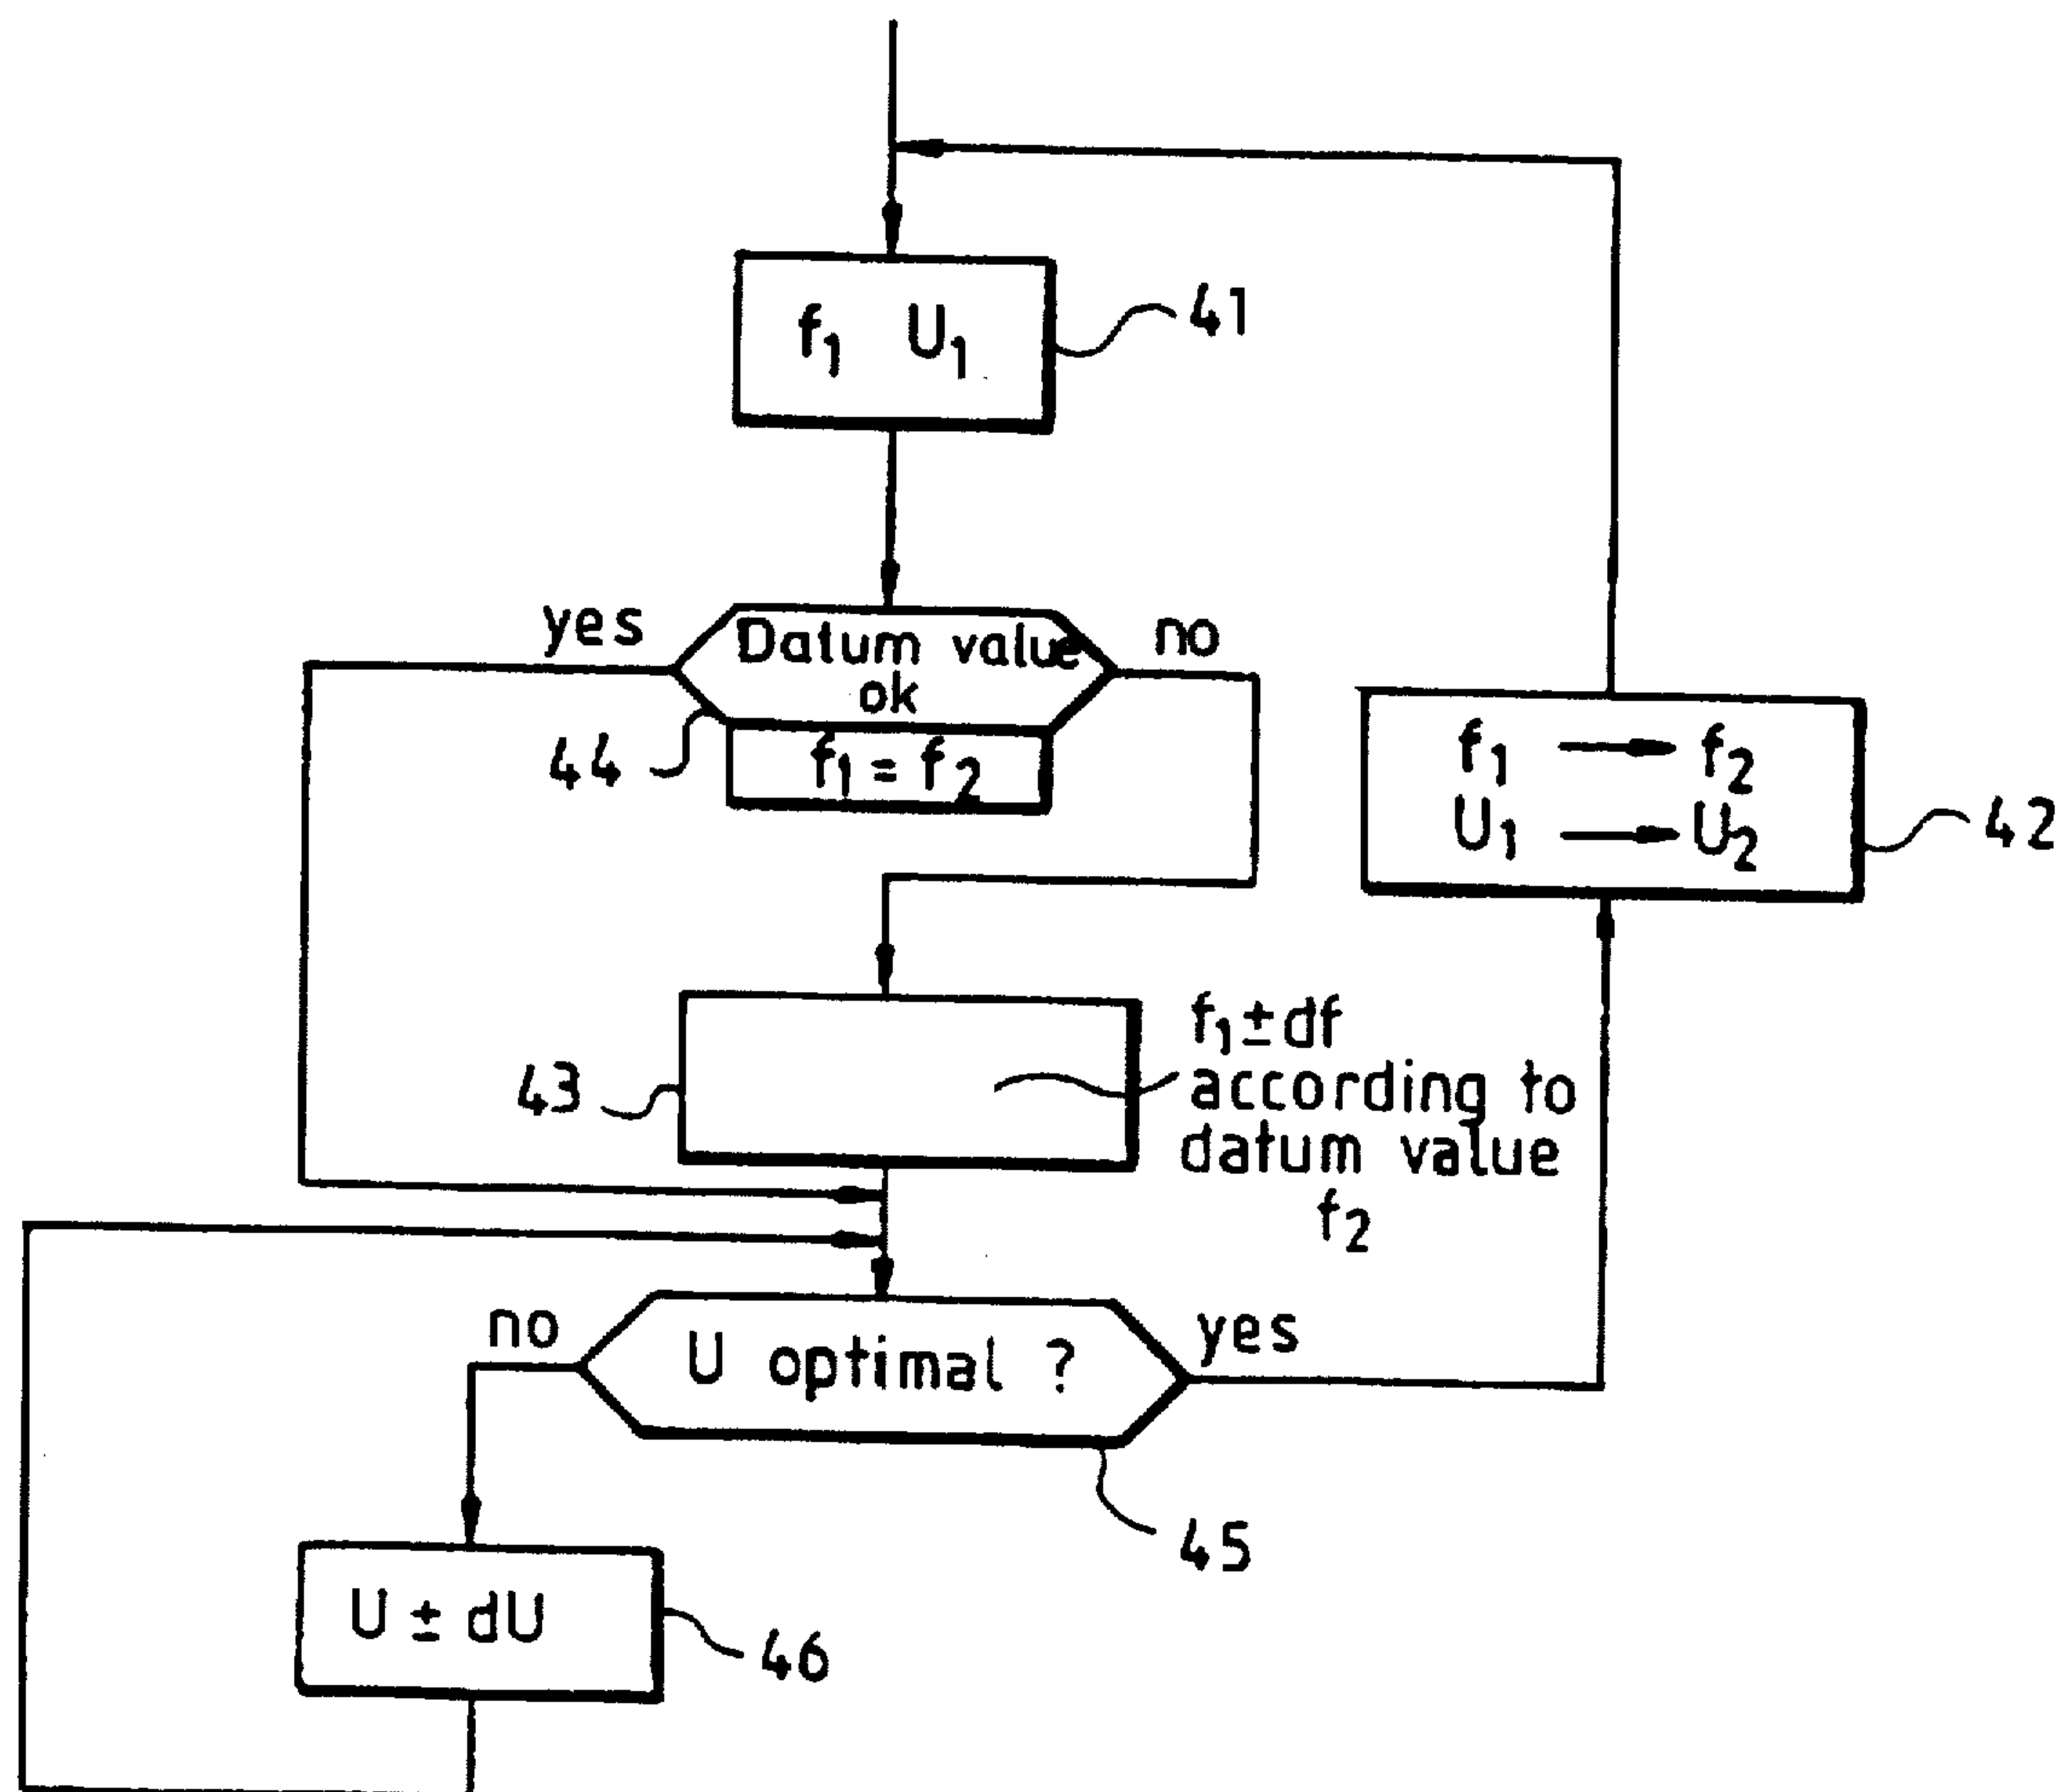 f₁ U₁
41
yes
no
Datum value
ok
44
f₁ = f₂
f₁ → f₂
U₁ → U₂
42
43
f₁ ± df
according to
datum value
f₂
no
yes
U optimal ?
45
U ± dU
46